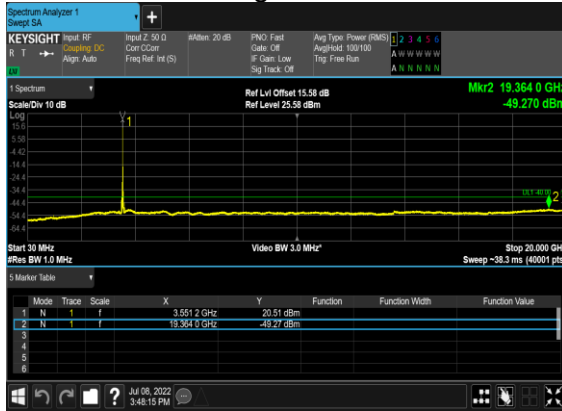 Spectrum Analyzer 1
Swept SA
+
KEYSIGHT Input: RF Input Z: 50 Ω #Atten: 20 dB PNO: Fast Avg Type: Power (RMS) 1 2 3 4 5 6
R T Coupling: DC Corr CCorr Gate: Off Avg|Hold: 100/100 A W W W W W
Align: Auto Freq Ref: Int (S) IF Gain: Low Trig: Free Run
LU Sig Track: Off A N N N N N
1 Spectrum Ref Lvl Offset 15.58 dB Mkr2 19.364 0 GHz
Scale/Div 10 dB Ref Level 25.58 dBm -49.270 dBm
Log
15.6
5.58
-4.42
-14.4
-24.4
-34.4
-44.4
-54.4
-64.4
1
2
Start 30 MHz Video BW 3.0 MHz* Stop 20.000 GH
#Res BW 1.0 MHz Sweep ~38.3 ms (40001 pts
5 Marker Table
Mode Trace Scale X Y Function Function Width Function Value
1 N 1 f 3.551 2 GHz 20.51 dBm
2 N 1 f 19.364 0 GHz -49.27 dBm
3
4
5
6
? Jul 08, 2022
3:48:15 PM